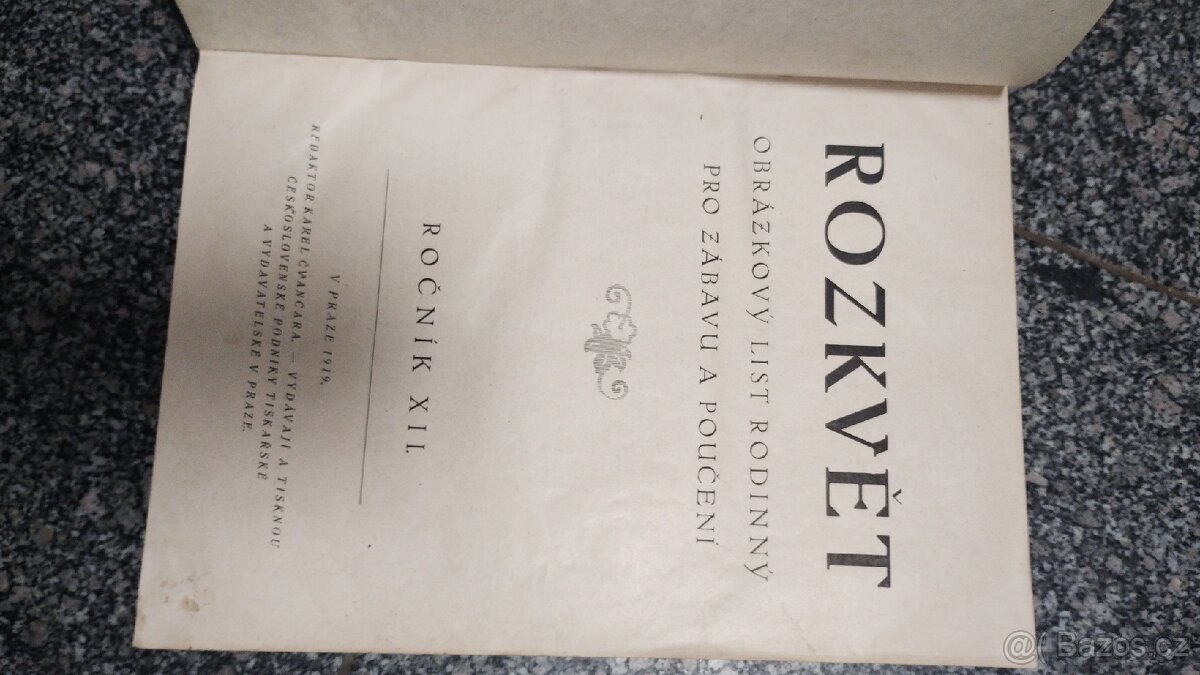 ROZKVĚT
OBRÁZKOVÝ LIST RODINNÝ
PRO ZÁBAVU A POUČENÍ
ROČNÍK XII.
V PRAZE 1919.
REDAKTOR KAREL ČVANČARA. — VYDÁVAJÍ A TISKNOU
ČESKOSLOVENSKÉ PODNIKY TISKAŘSKÉ
A VYDAVATELSKÉ V PRAZE.
@ Bazos.cz